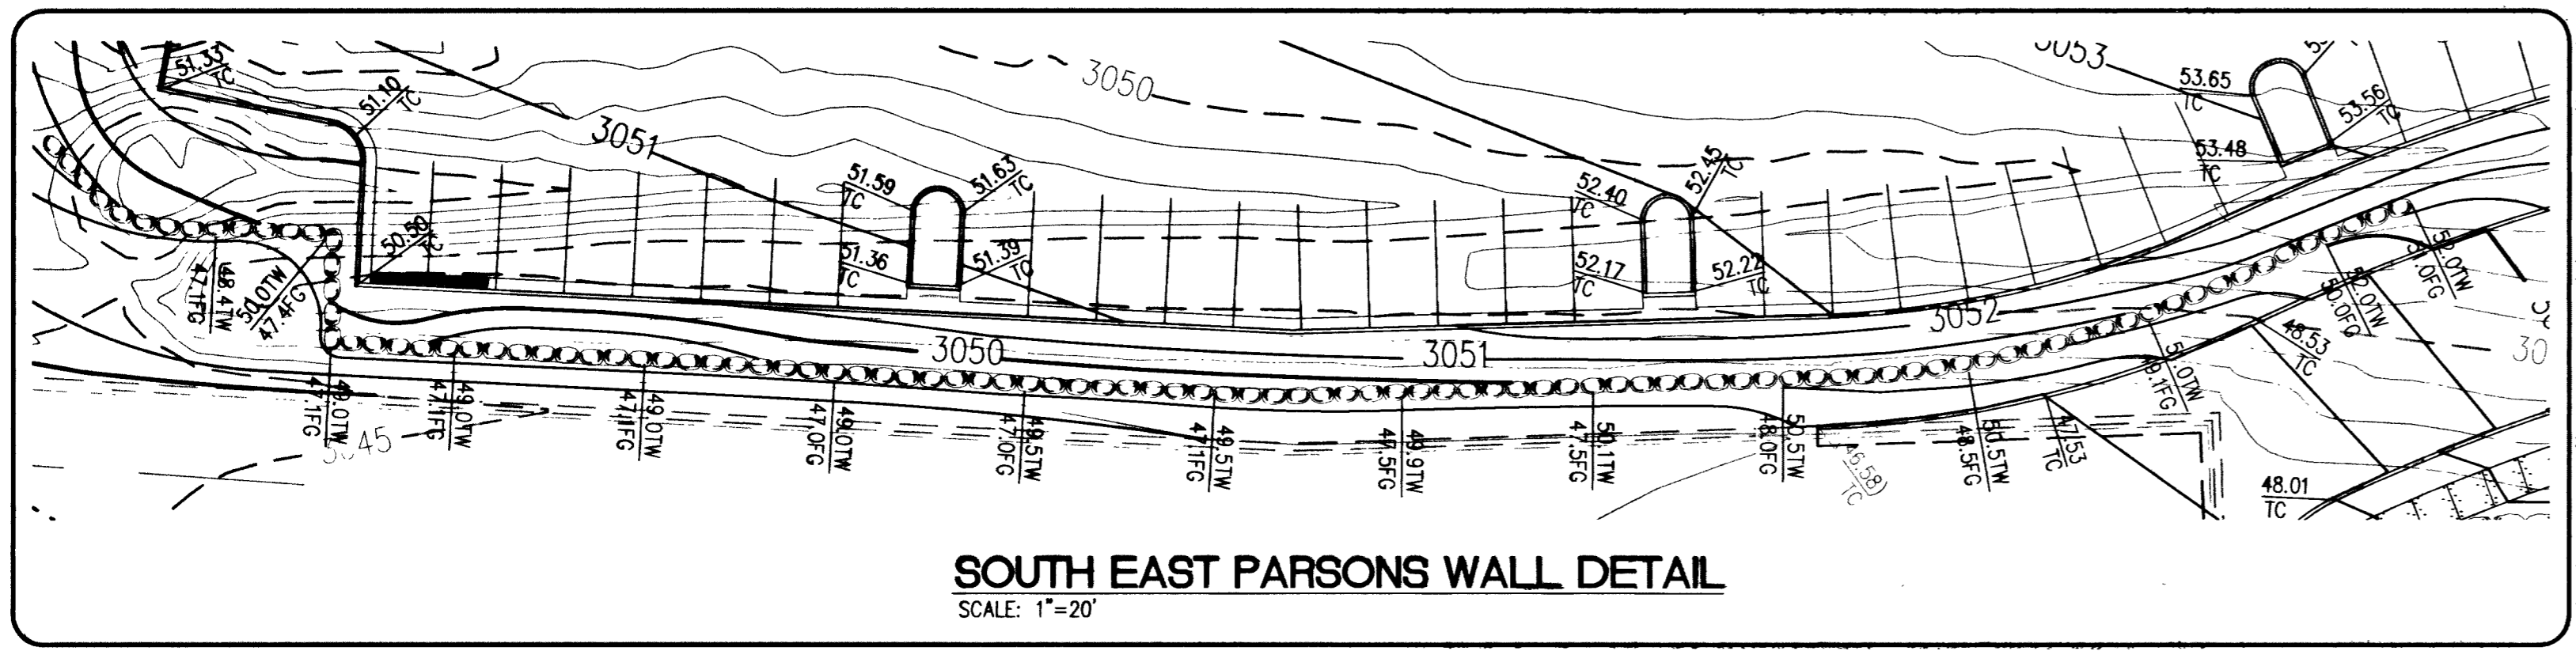 51.33
TC
51.10
TC
3051
3050
3053
53.65
TC
53.56
TC
53.48
TC
51.59
TC
51.63
TC
51.36
TC
51.39
TC
52.40
TC
52.45
TC
52.17
TC
52.22
TC
50.50
TC
48.4TW
47.1FG
50.0TW
47.4FG
3050
3051
3052
49.0TW
47.1FG
49.0TW
47.1FG
49.0TW
47.1FG
49.0TW
47.0FG
49.5TW
47.0FG
49.5TW
47.1FG
49.9TW
47.5FG
50.1TW
47.5FG
50.5TW
48.0FG
46.58)
TC
50.5TW
48.5FG
47.53
TC
51.0TW
49.1FG
48.53
TC
52.0TW
50.0FG
52.0TW
48.01
TC
30
SOUTH EAST PARSONS WALL DETAIL
SCALE: 1"=20'